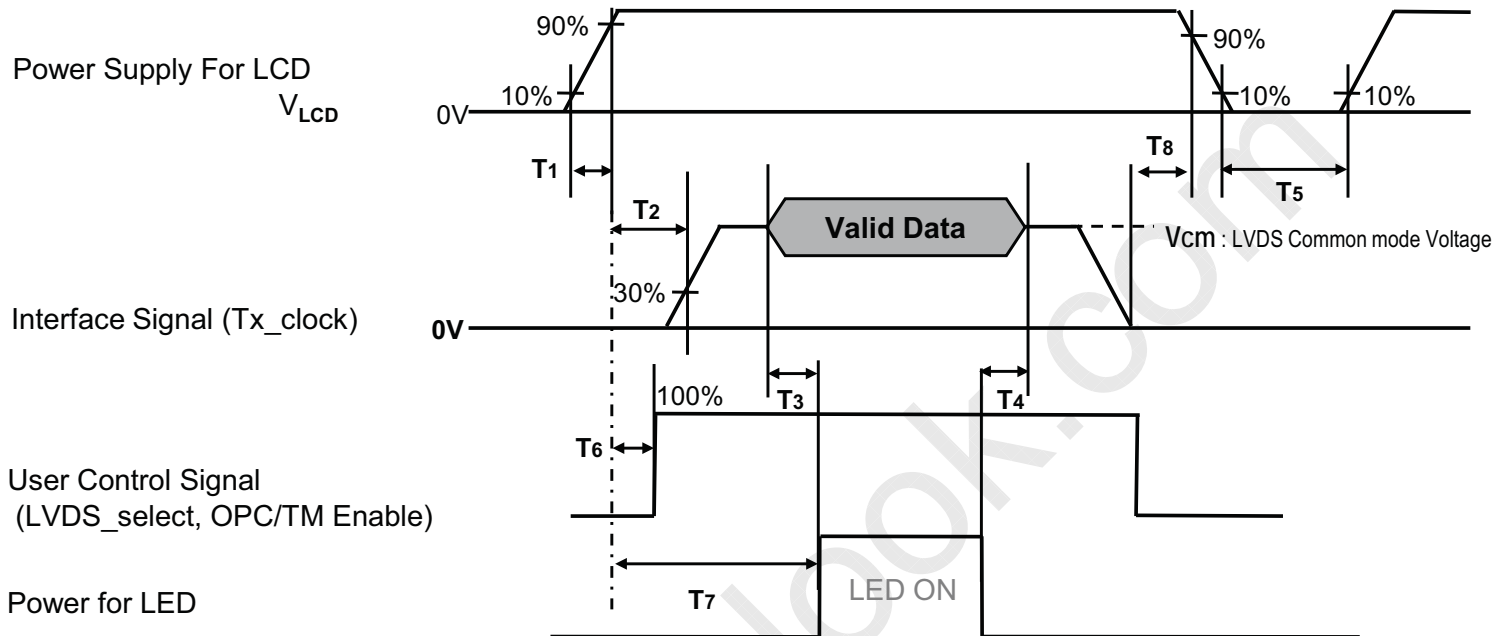 90%
90%
Power Supply For LCD
VLCD
10%
10%
10%
0V
T1
T8
T5
T2
Valid Data
Vcm : LVDS Common mode Voltage
30%
Interface Signal (Tx_clock)
0V
100%
T3
T4
T6
User Control Signal
(LVDS_select, OPC/TM Enable)
LED ON
T7
Power for LED
look.com